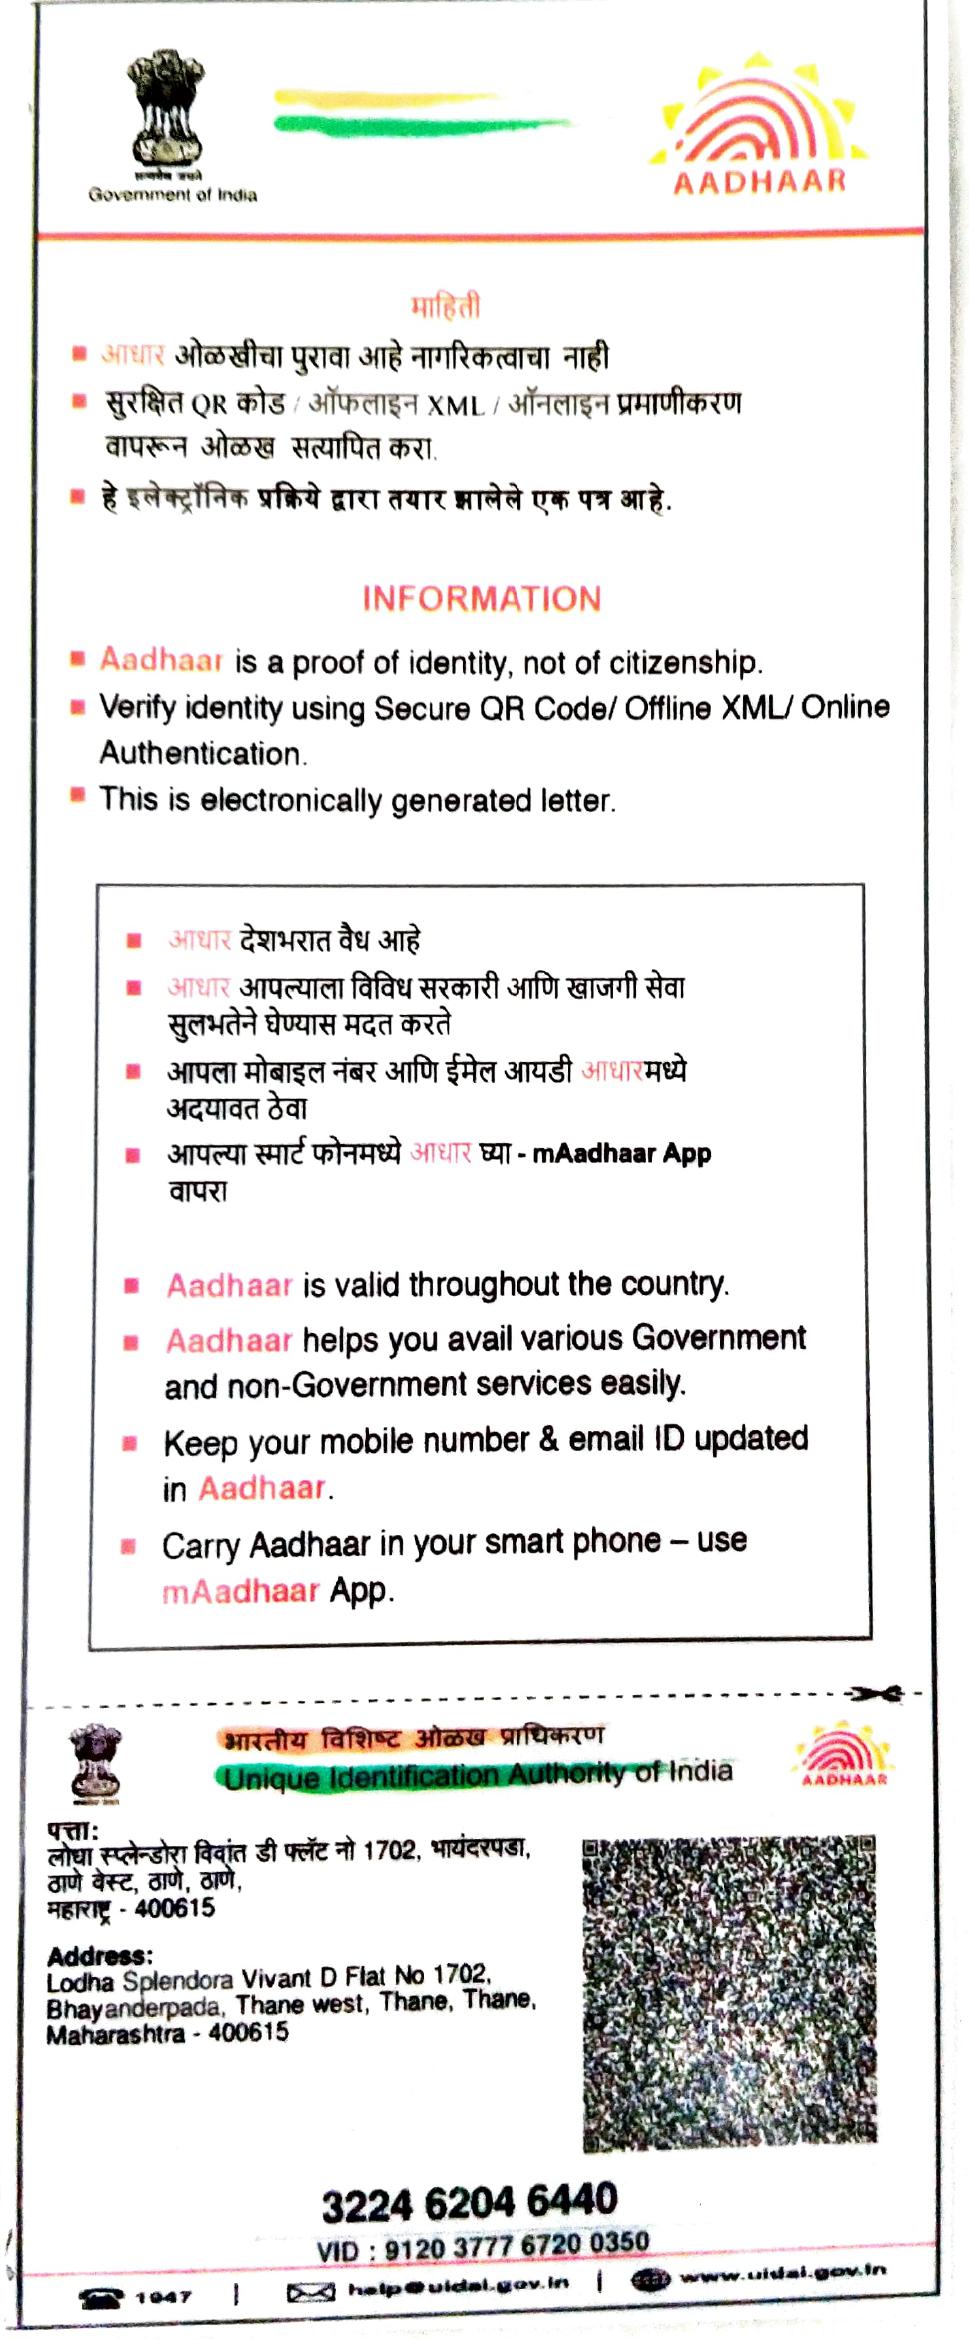 सत्यमेव जयते
Government of India
AADHAAR
माहिती
आधार ओळखीचा पुरावा आहे नागरिकत्वाचा नाही
सुरक्षित QR कोड / ऑफलाइन XML / ऑनलाइन प्रमाणीकरण
वापरून ओळख सत्यापित करा.
हे इलेक्ट्रॉनिक प्रक्रिये द्वारा तयार झालेले एक पत्र आहे.
INFORMATION
Aadhaar is a proof of identity, not of citizenship.
Verify identity using Secure QR Code/ Offline XML/ Online
Authentication.
This is electronically generated letter.
आधार देशभरात वैध आहे
आधार आपल्याला विविध सरकारी आणि खाजगी सेवा
सुलभतेने घेण्यास मदत करते
आपला मोबाइल नंबर आणि ईमेल आयडी आधारमध्ये
अदयावत ठेवा
आपल्या स्मार्ट फोनमध्ये आधार घ्या - mAadhaar App
वापरा
Aadhaar is valid throughout the country.
Aadhaar helps you avail various Government
and non-Government services easily.
Keep your mobile number & email ID updated
in Aadhaar.
Carry Aadhaar in your smart phone – use
mAadhaar App.
भारतीय विशिष्ट ओळख प्राधिकरण
Unique Identification Authority of India
AADHAAR
पत्ता:
लोधा स्प्लेन्डोरा विवांत डी फ्लॅट नो 1702, भायंदरपडा,
ठाणे वेस्ट, ठाणे, ठाणे,
महाराष्ट्र - 400615
Address:
Lodha Splendora Vivant D Flat No 1702,
Bhayanderpada, Thane west, Thane, Thane,
Maharashtra - 400615
3224 6204 6440
VID : 9120 3777 6720 0350
1947 | help@uidai.gov.in | www.uidai.gov.in